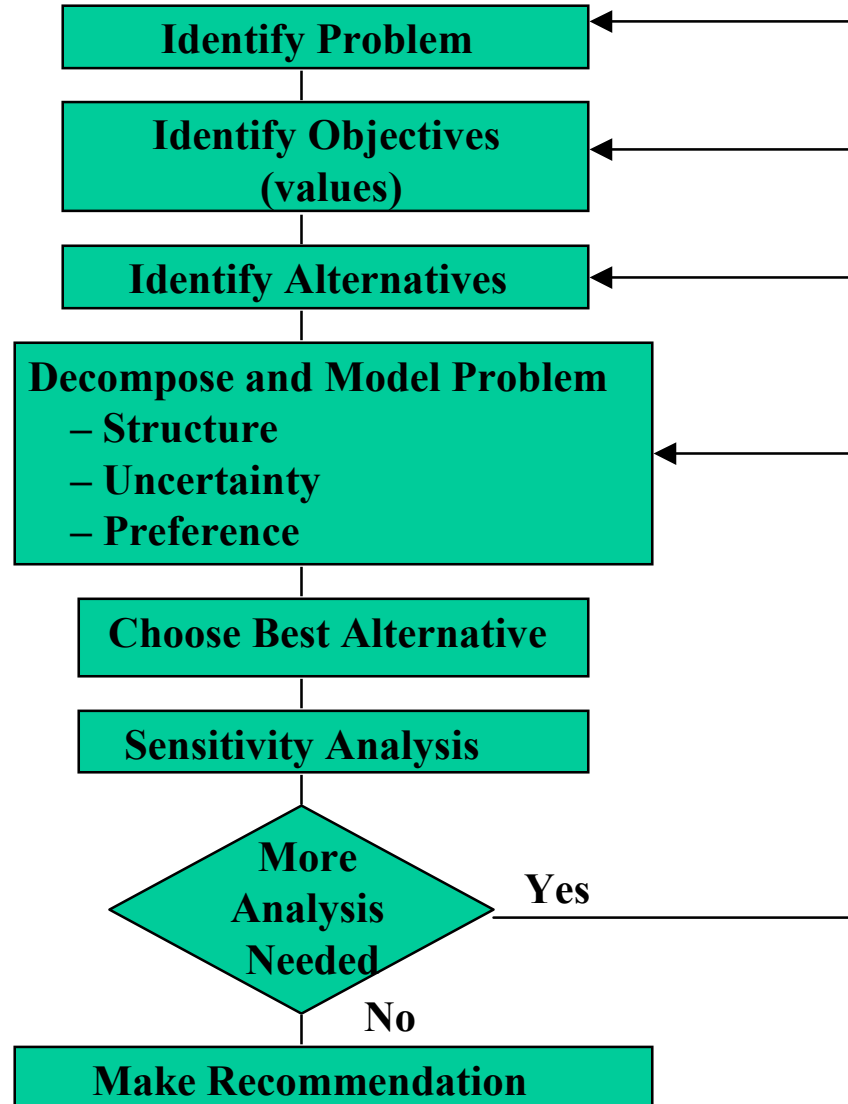 Identify Problem
Identify Objectives
(values)
Identify Alternatives
Decompose and Model Problem
– Structure
– Uncertainty
– Preference
Choose Best Alternative
Sensitivity Analysis
More
Analysis
Needed
Yes
No
Make Recommendation